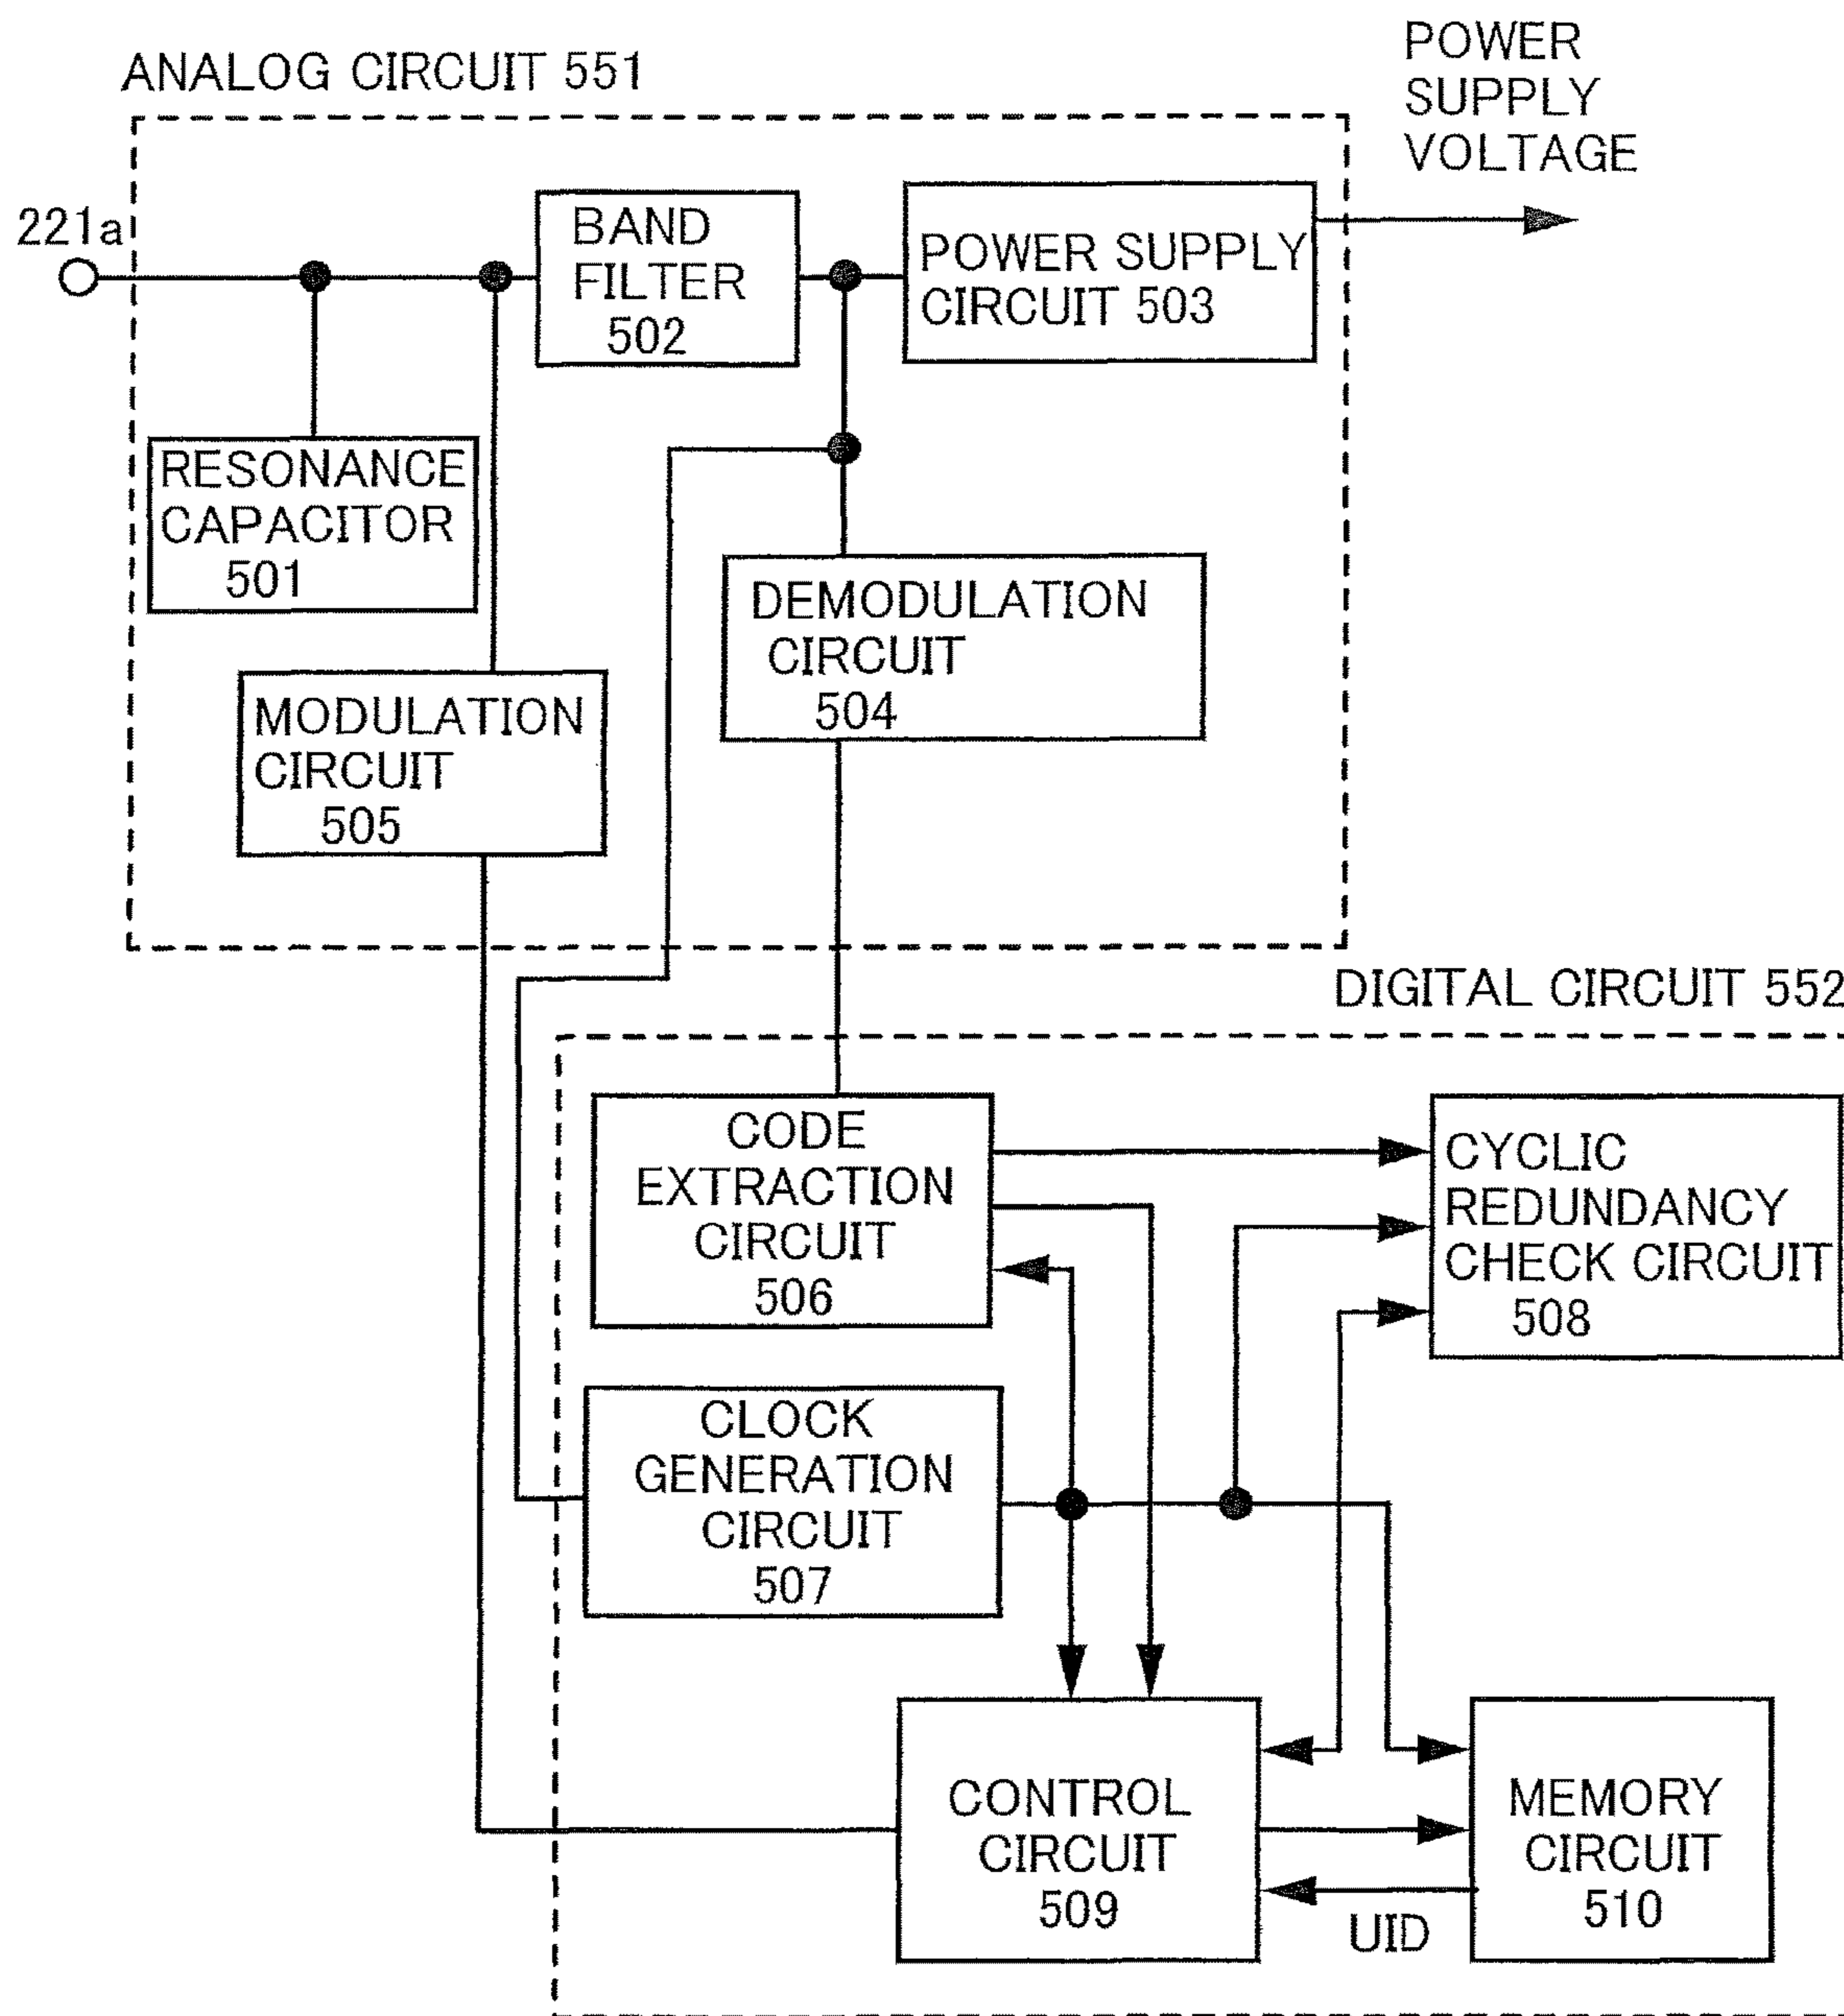 ANALOG CIRCUIT 551
POWER
SUPPLY
VOLTAGE
221a
BAND
FILTER
502
POWER SUPPLY
CIRCUIT 503
RESONANCE
CAPACITOR
501
DEMODULATION
CIRCUIT
504
MODULATION
CIRCUIT
505
DIGITAL CIRCUIT 552
CODE
EXTRACTION
CIRCUIT
506
CYCLIC
REDUNDANCY
CHECK CIRCUIT
508
CLOCK
GENERATION
CIRCUIT
507
CONTROL
CIRCUIT
509
MEMORY
CIRCUIT
510
UID